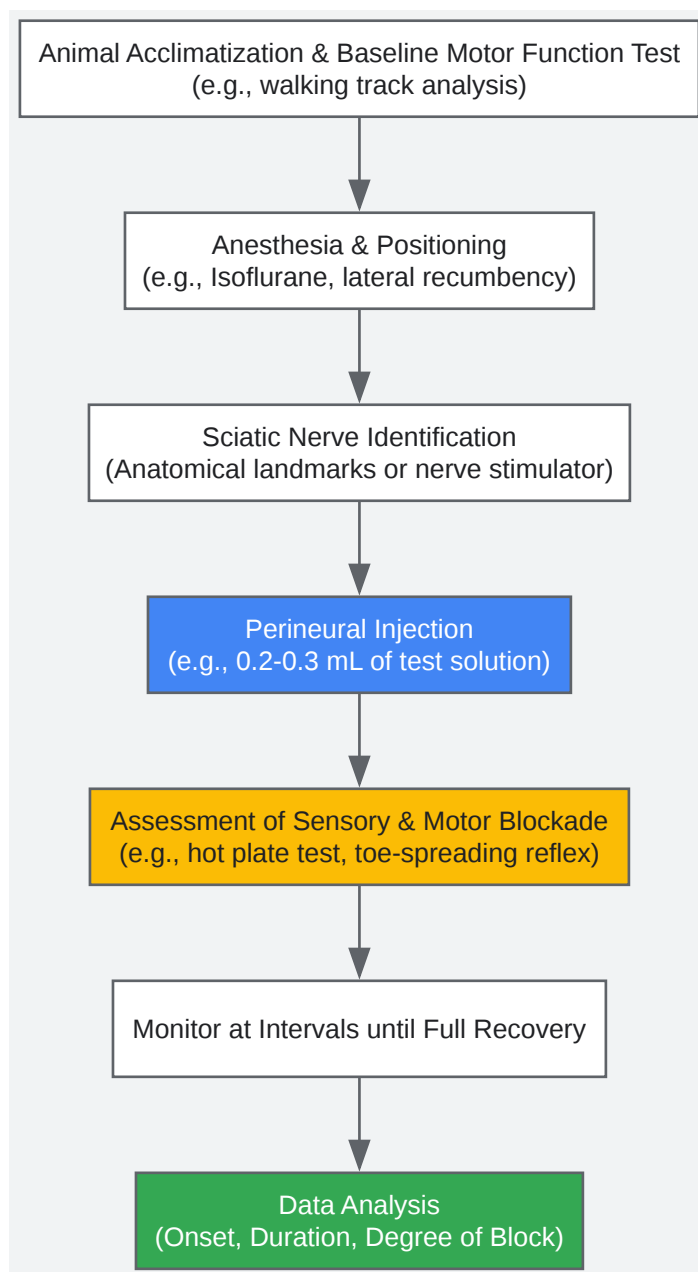 Animal Acclimatization & Baseline Motor Function Test
(e.g., walking track analysis)
Anesthesia & Positioning
(e.g., Isoflurane, lateral recumbency)
Sciatic Nerve Identification
(Anatomical landmarks or nerve stimulator)
Perineural Injection
(e.g., 0.2-0.3 mL of test solution)
Assessment of Sensory & Motor Blockade
(e.g., hot plate test, toe-spreading reflex)
Monitor at Intervals until Full Recovery
Data Analysis
(Onset, Duration, Degree of Block)